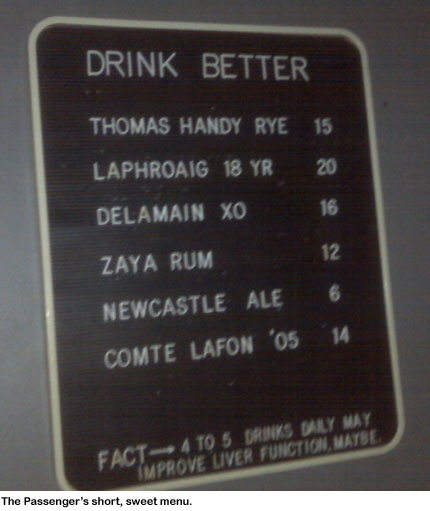 DRINK BETTER
THOMAS HANDY RYE 15
LAPHROAIG 18 YR 20
DELAMAIN XO 16
ZAYA RUM 12
NEWCASTLE ALE 6
COMTE LAFON '05 14
FACT→ 4 TO 5 DRINKS DAILY MAY
IMPROVE LIVER FUNCTION, MAYBE.
The Passenger's short, sweet menu.